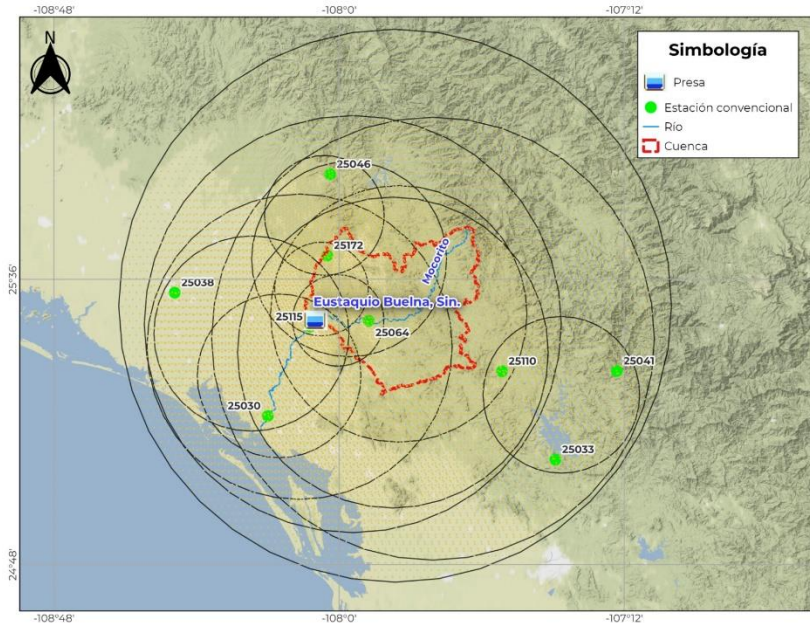 -108°48'
-108°0'
-107°12'
N
Simbología
Presa
Estación convencional
Río
Cuenca
25046
25172
25°36'
25038
Mocorito
Eustaquio Buelna, Sin.
25115
25064
25110
25041
25030
25033
24°48'
-108°48'
-108°0'
-107°12'